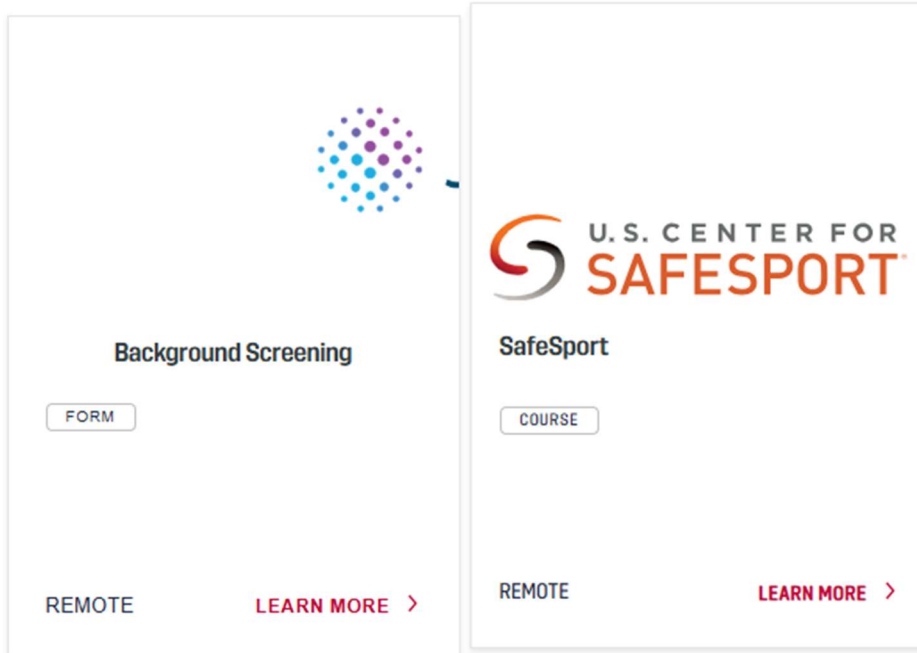 Background Screening
FORM
REMOTE
LEARN MORE >
U.S. CENTER FOR
SAFESPORT®
SafeSport
COURSE
REMOTE
LEARN MORE >